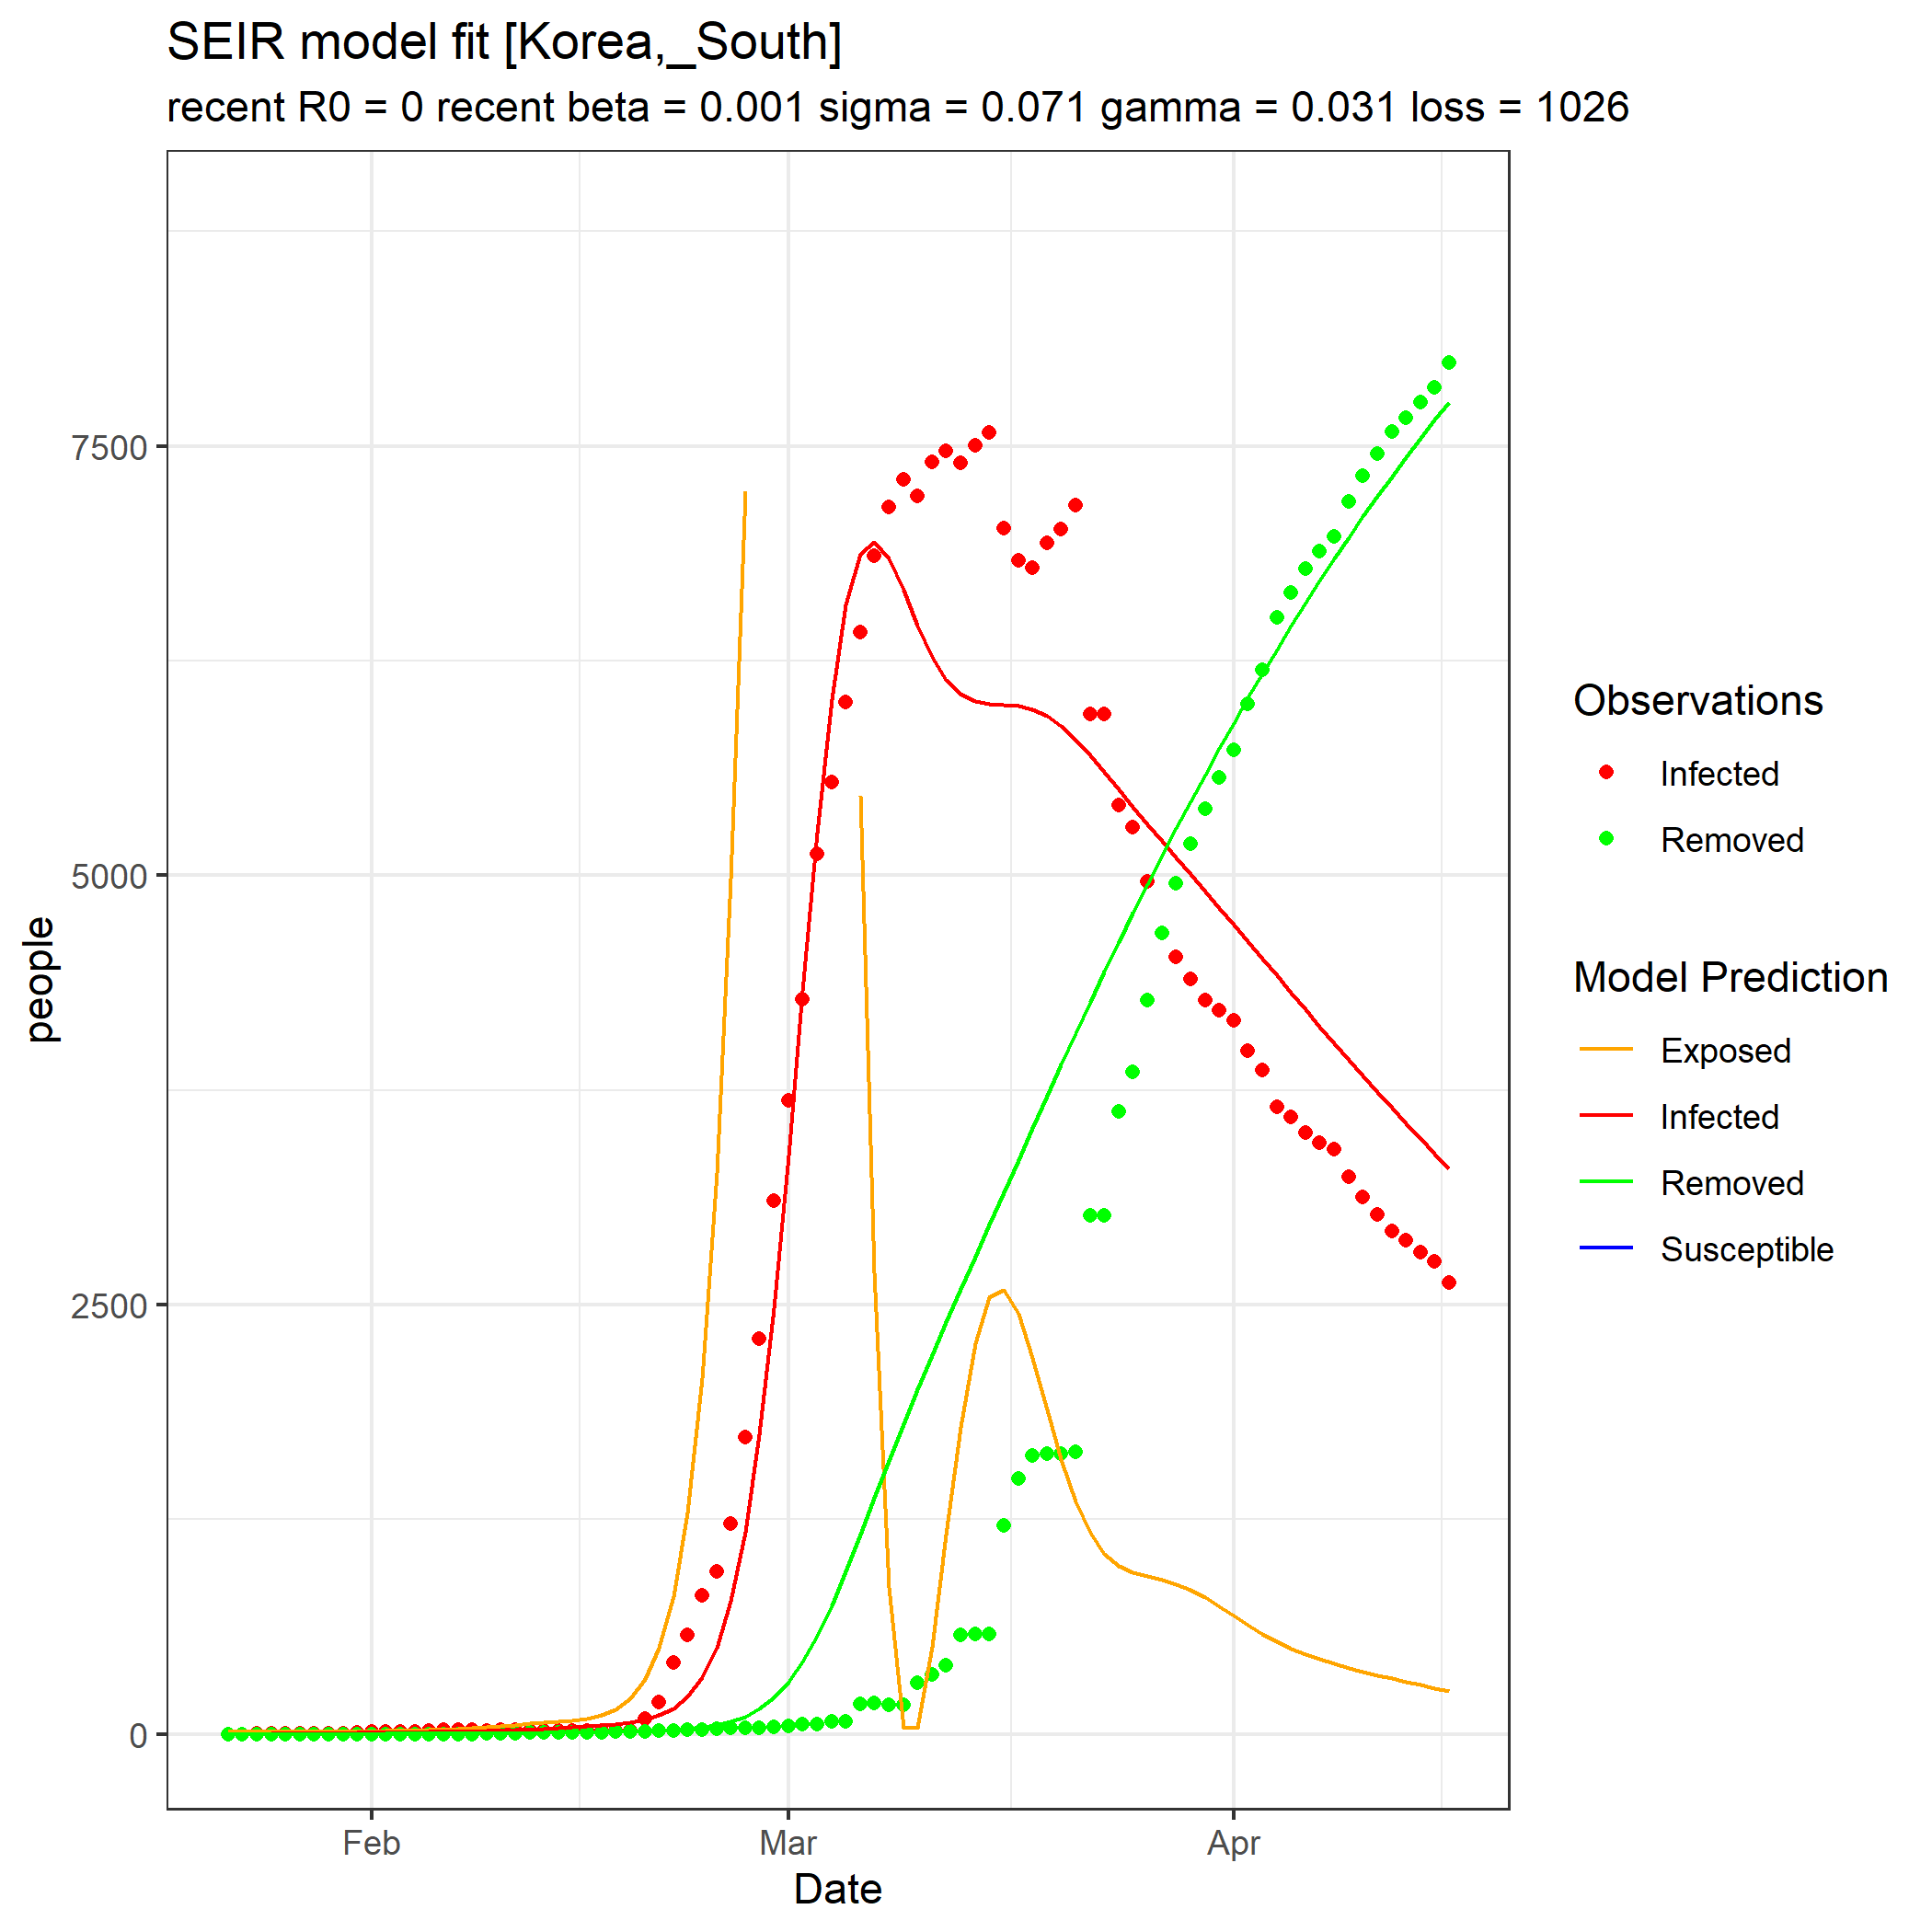 SEIR model fit [Korea,_South]
recent R0 = 0 recent beta = 0.001 sigma = 0.071 gamma = 0.031 loss = 1026
people
7500
5000
2500
0
Feb
Mar
Apr
Date
Observations
Infected
Removed
Model Prediction
Exposed
Infected
Removed
Susceptible